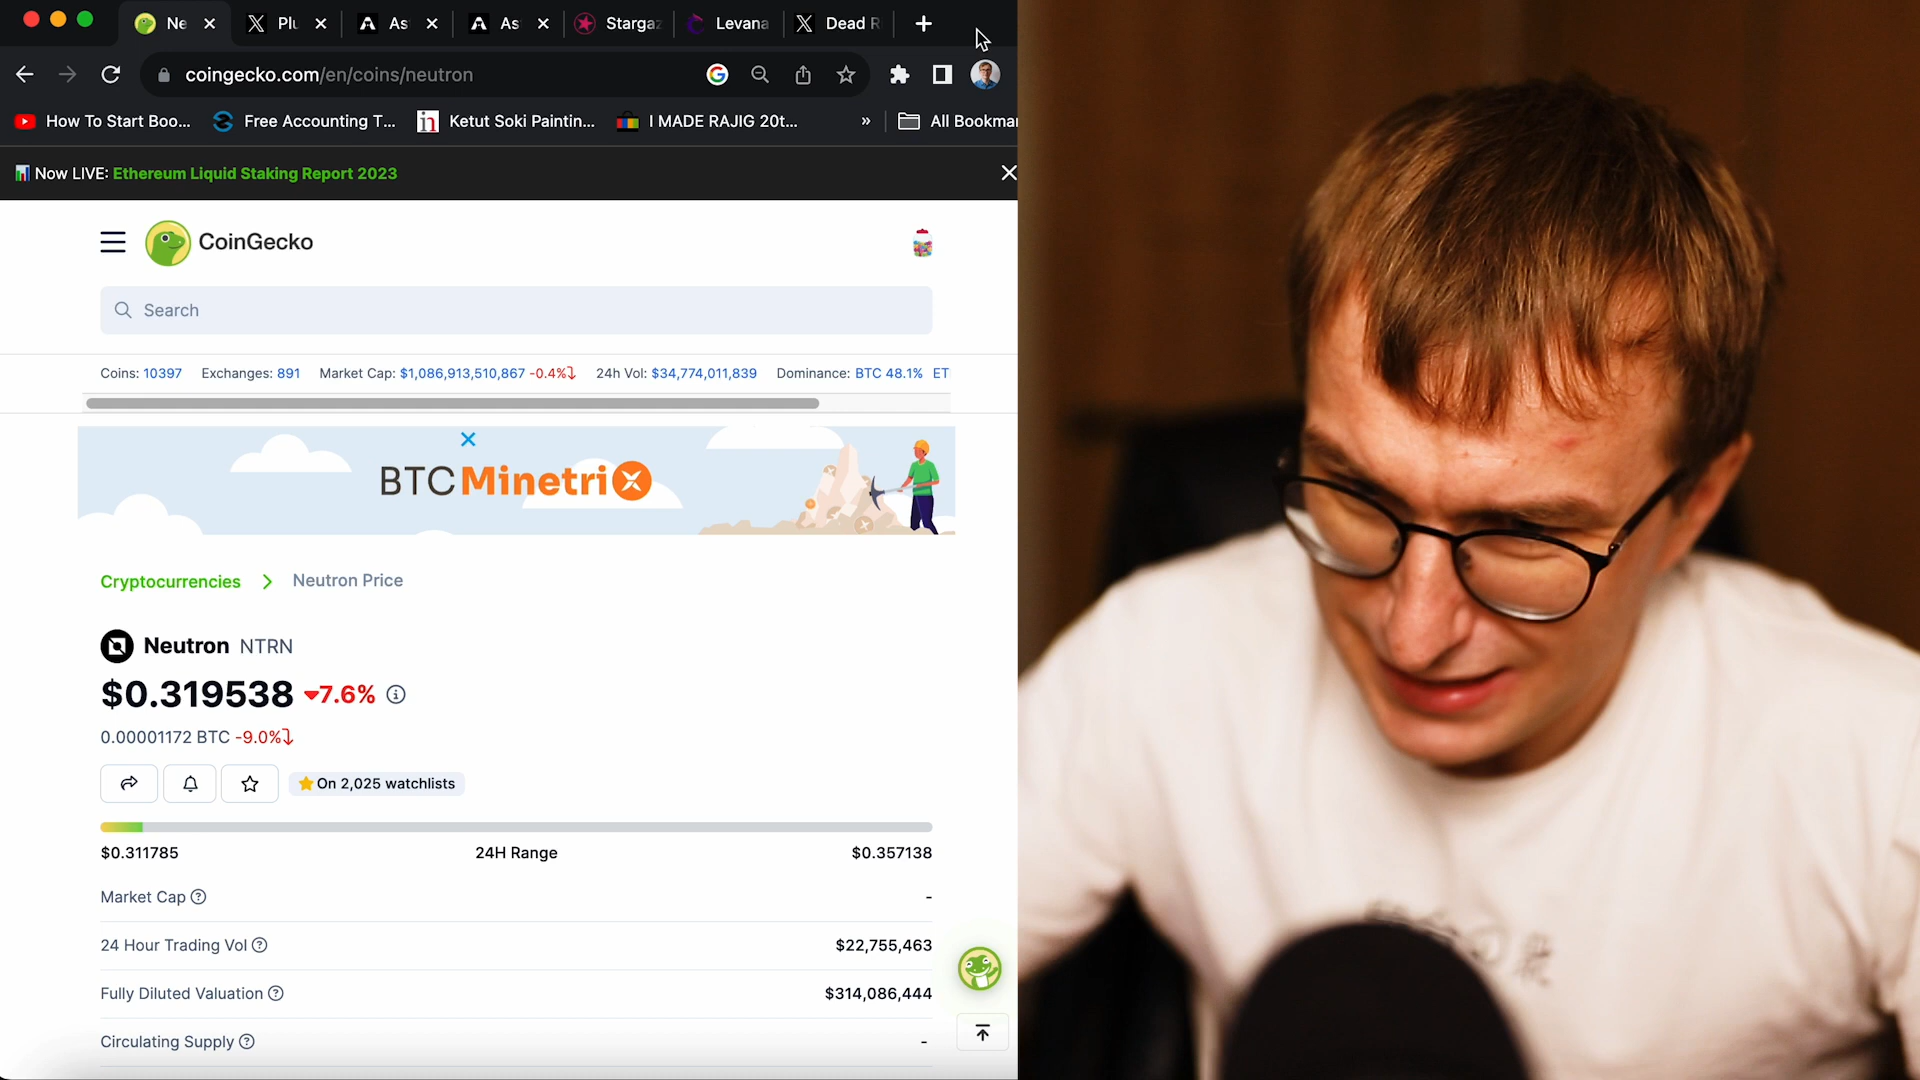 Ne
Plu
As
As
Stargaz
Levana
Dead R
coingecko.com/en/coins/neutron
How To Start Boo...
Free Accounting T...
Ketut Soki Paintin...
I MADE RAJIG 20t...
»
All Bookmar
Now LIVE: Ethereum Liquid Staking Report 2023
CoinGecko
Search
Coins: 10397 Exchanges: 891 Market Cap: $1,086,913,510,867 -0.4% 24h Vol: $34,774,011,839 Dominance: BTC 48.1% ET
BTC Minetrix
Cryptocurrencies > Neutron Price
Neutron NTRN
$0.319538 7.6%
0.00001172 BTC -9.0%
On 2,025 watchlists
$0.311785 24H Range $0.357138
Market Cap -
24 Hour Trading Vol $22,755,463
Fully Diluted Valuation $314,086,444
Circulating Supply -